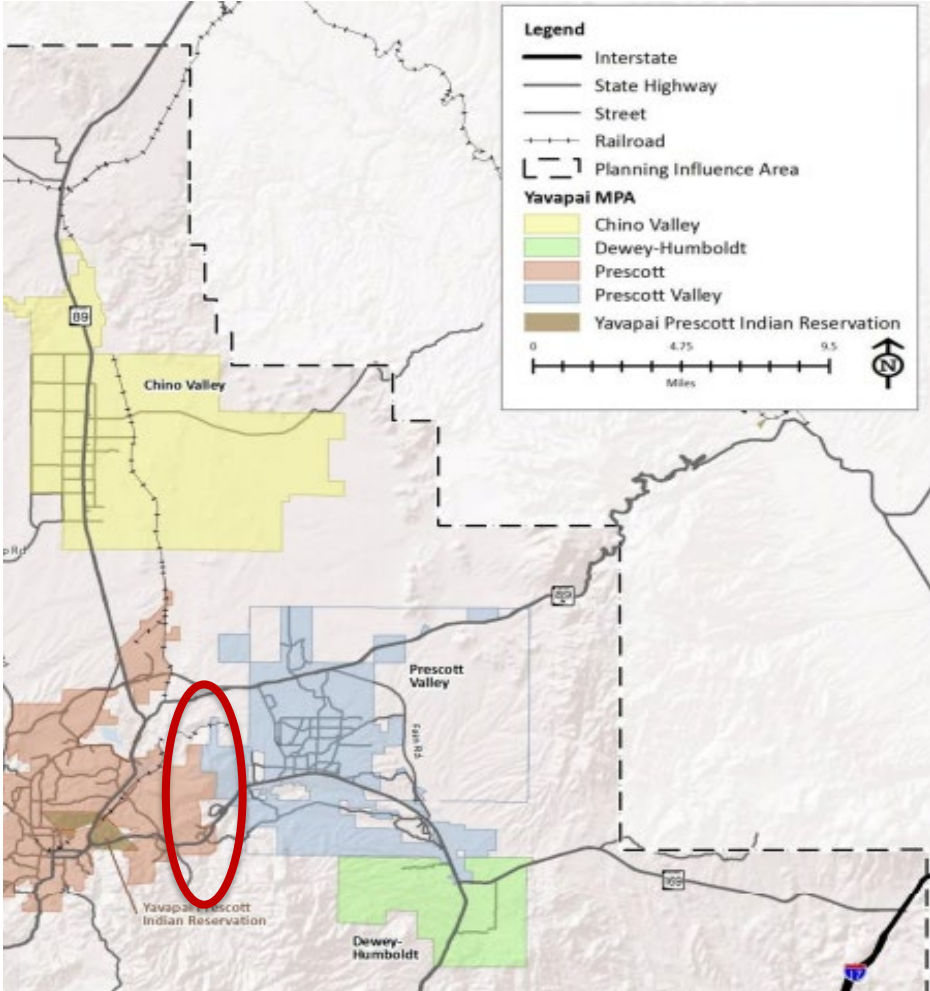 Legend
Interstate
State Highway
Street
Railroad
Planning Influence Area
Yavapai MPA
Chino Valley
Dewey-Humboldt
Prescott
Prescott Valley
Yavapai Prescott Indian Reservation
0 4.75 9.5
Miles
N
89
Chino Valley
p Rd
89
Prescott
Valley
Fain Rd
169
Yavapai Prescott
Indian Reservation
Dewey-
Humboldt
17